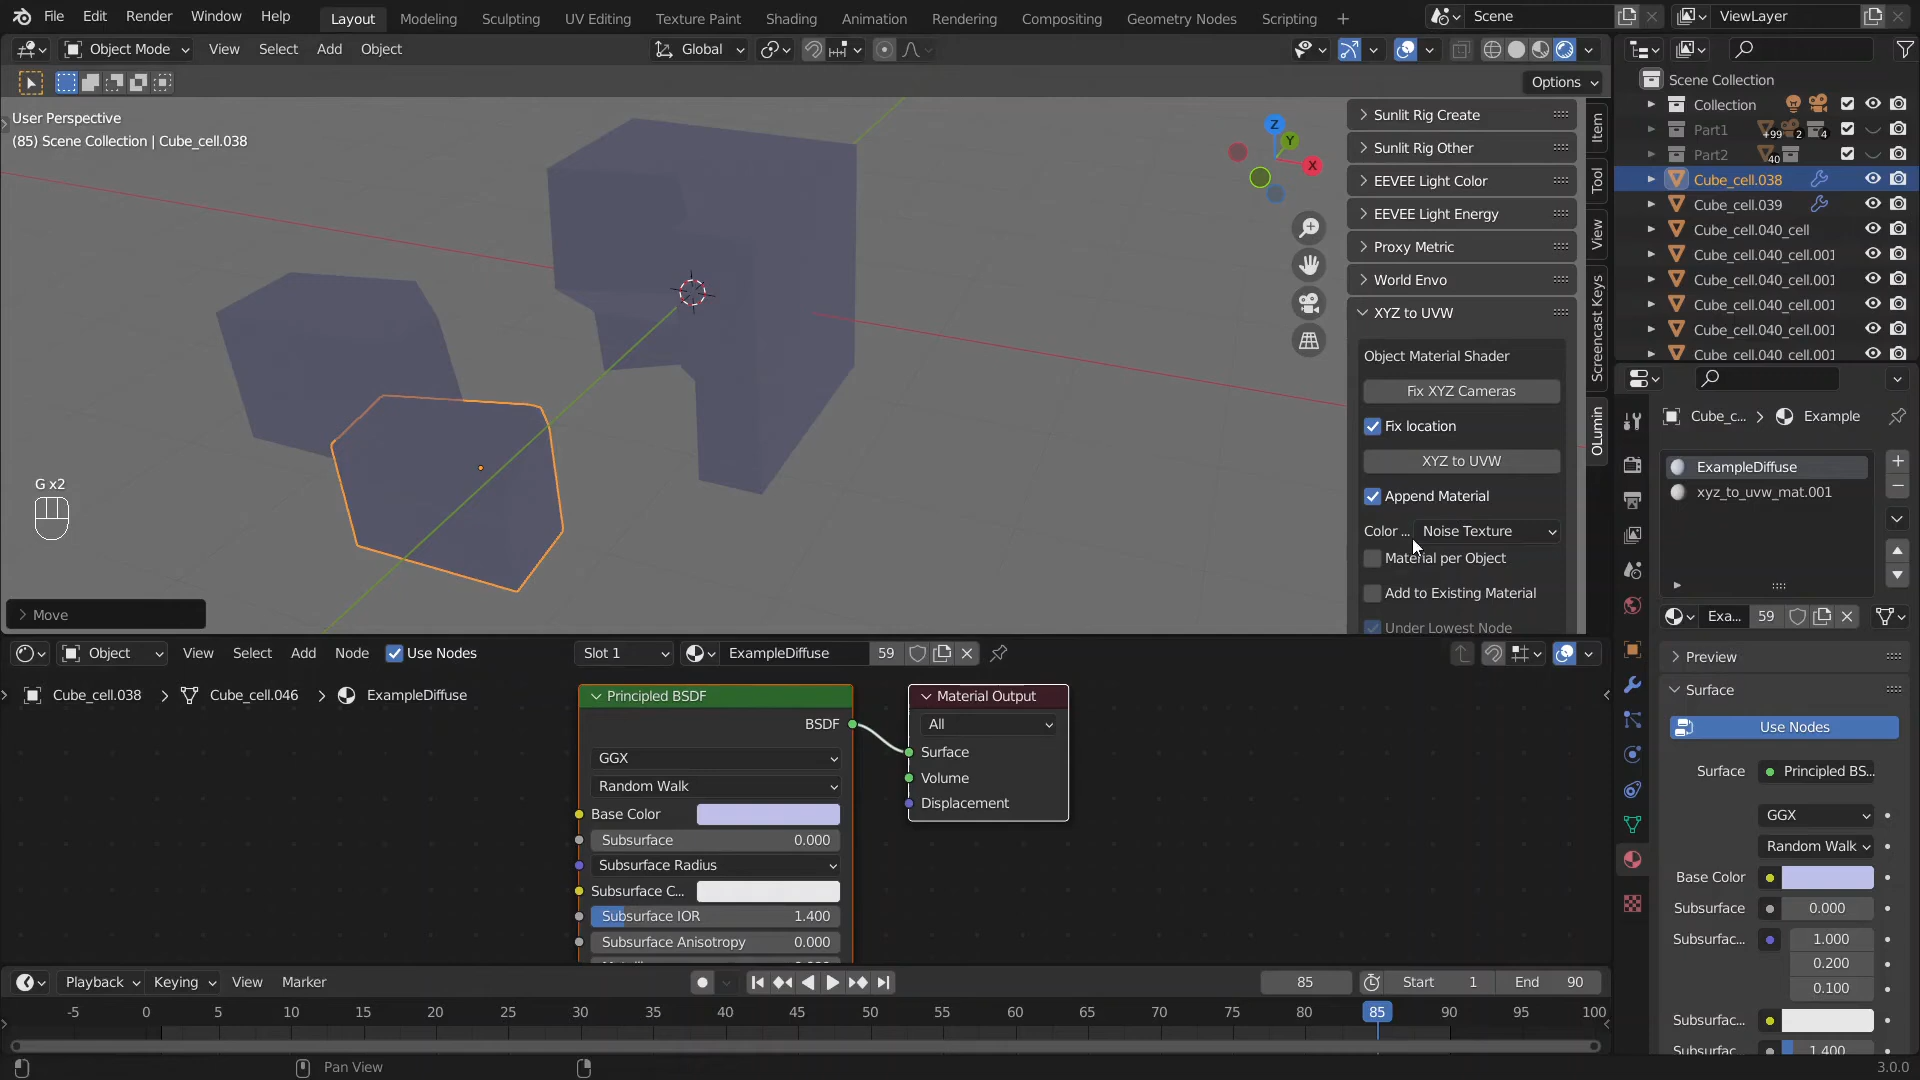 File Edit Render Window Help Layout Modeling Sculpting UV Editing Texture Paint Shading Animation Rendering Compositing Geometry Nodes Scripting Scene ViewLayer
Object Mode View Select Add Object Global
Options
User Perspective
(85) Scene Collection | Cube_cell.038
Z
Y
X
G x2
Move
Sunlit Rig Create
Sunlit Rig Other
EEVEE Light Color
EEVEE Light Energy
Proxy Metric
World Envo
XYZ to UVW
Object Material Shader
Fix XYZ Cameras
Fix location
XYZ to UVW
Append Material
Color ... Noise Texture
Material per Object
Add to Existing Material
Under Lowest Node
Item
Tool
View
Screencast Keys
OLumin
Scene Collection
Collection
Part1 +99 2 4
Part2 40
Cube_cell.038
Cube_cell.039
Cube_cell.040_cell
Cube_cell.040_cell.001
Cube_cell.040_cell.001
Cube_cell.040_cell.001
Cube_cell.040_cell.001
Cube_cell.040_cell.001
Cube_c... Example
ExampleDiffuse
xyz_to_uvw_mat.001
Exa... 59
Preview
Surface
Use Nodes
Surface Principled BS...
GGX
Random Walk
Base Color
Subsurface 0.000
Subsurfac... 1.000
0.200
0.100
Subsurfac...
Subsurfac... 1.400
Object View Select Add Node Use Nodes Slot 1 ExampleDiffuse 59
Cube_cell.038 Cube_cell.046 ExampleDiffuse
Principled BSDF
BSDF
GGX
Random Walk
Base Color
Subsurface 0.000
Subsurface Radius
Subsurface C...
Subsurface IOR 1.400
Subsurface Anisotropy 0.000
Material Output
All
Surface
Volume
Displacement
Playback Keying View Marker 85 Start 1 End 90
-5 0 5 10 15 20 25 30 35 40 45 50 55 60 65 70 75 80 85 90 95 100
Pan View 3.0.0